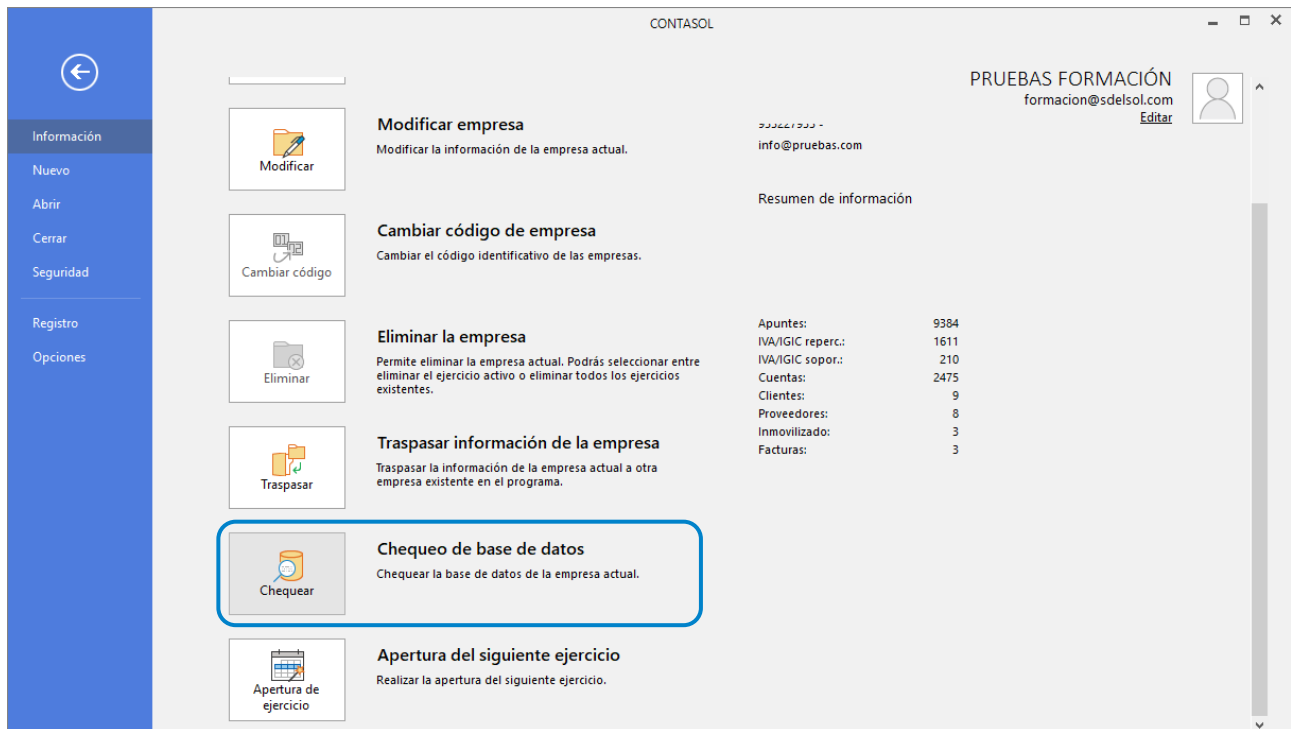 CONTASOL
PRUEBAS FORMACIÓN
formacion@sdelsol.com
Editar
Información
Nuevo
Abrir
Cerrar
Seguridad
Registro
Opciones
Modificar
Modificar empresa
Modificar la información de la empresa actual.
Cambiar código
Cambiar código de empresa
Cambiar el código identificativo de las empresas.
Eliminar
Eliminar la empresa
Permite eliminar la empresa actual. Podrás seleccionar entre
eliminar el ejercicio activo o eliminar todos los ejercicios
existentes.
Traspasar
Traspasar información de la empresa
Traspasar la información de la empresa actual a otra
empresa existente en el programa.
Chequear
Chequeo de base de datos
Chequear la base de datos de la empresa actual.
Apertura de
ejercicio
Apertura del siguiente ejercicio
Realizar la apertura del siguiente ejercicio.
info@pruebas.com
Resumen de información
Apuntes: 9384
IVA/IGIC reperc.: 1611
IVA/IGIC sopor.: 210
Cuentas: 2475
Clientes: 9
Proveedores: 8
Inmovilizado: 3
Facturas: 3